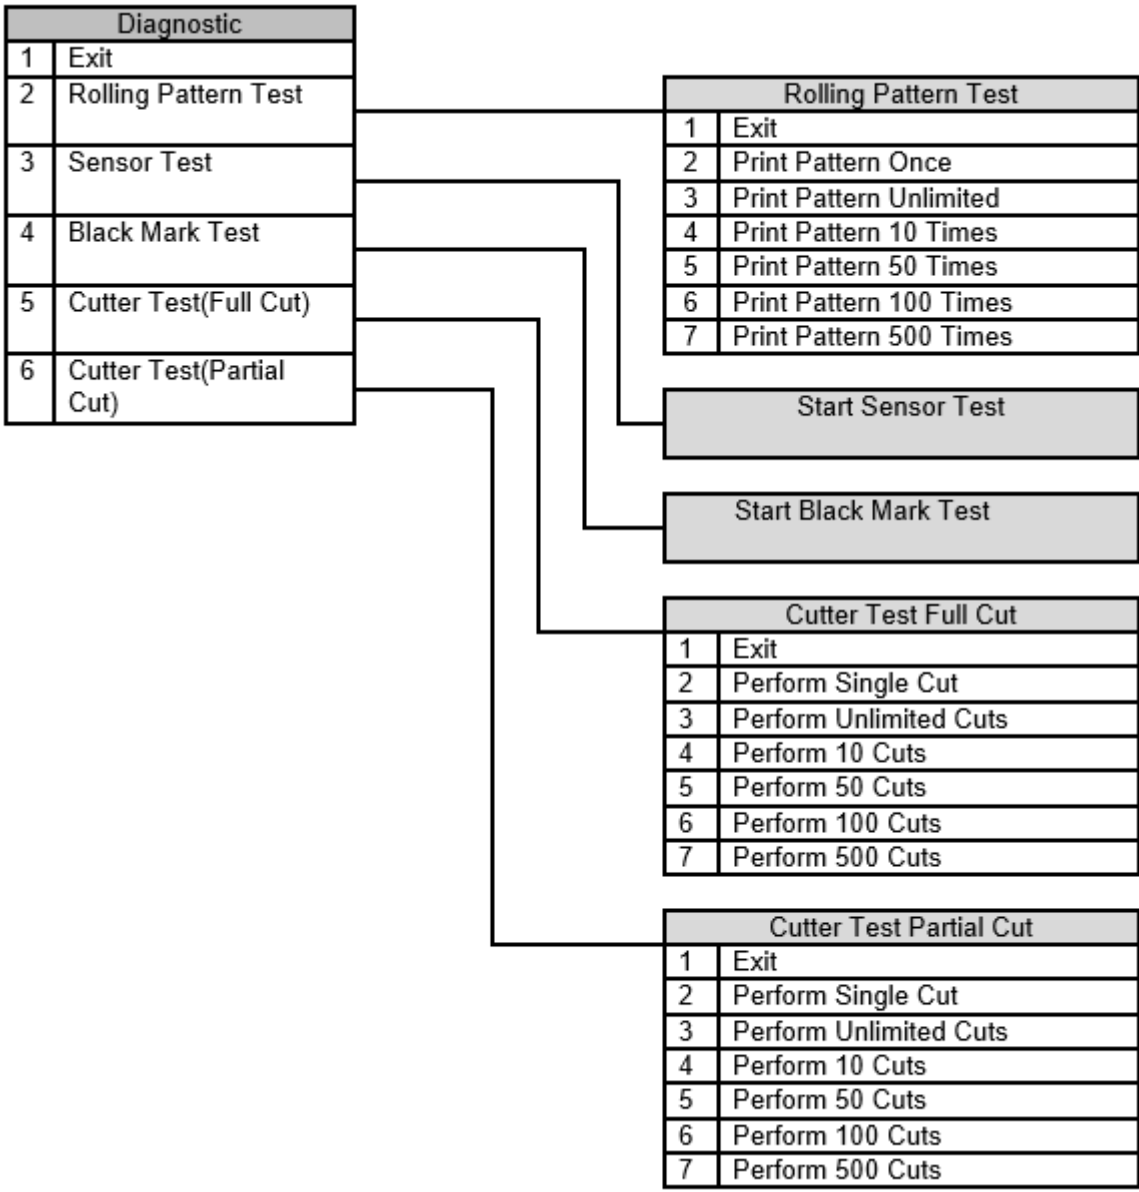 Diagnostic
1 Exit
2 Rolling Pattern Test
3 Sensor Test
4 Black Mark Test
5 Cutter Test(Full Cut)
6 Cutter Test(Partial
Cut)
Rolling Pattern Test
1 Exit
2 Print Pattern Once
3 Print Pattern Unlimited
4 Print Pattern 10 Times
5 Print Pattern 50 Times
6 Print Pattern 100 Times
7 Print Pattern 500 Times
Start Sensor Test
Start Black Mark Test
Cutter Test Full Cut
1 Exit
2 Perform Single Cut
3 Perform Unlimited Cuts
4 Perform 10 Cuts
5 Perform 50 Cuts
6 Perform 100 Cuts
7 Perform 500 Cuts
Cutter Test Partial Cut
1 Exit
2 Perform Single Cut
3 Perform Unlimited Cuts
4 Perform 10 Cuts
5 Perform 50 Cuts
6 Perform 100 Cuts
7 Perform 500 Cuts